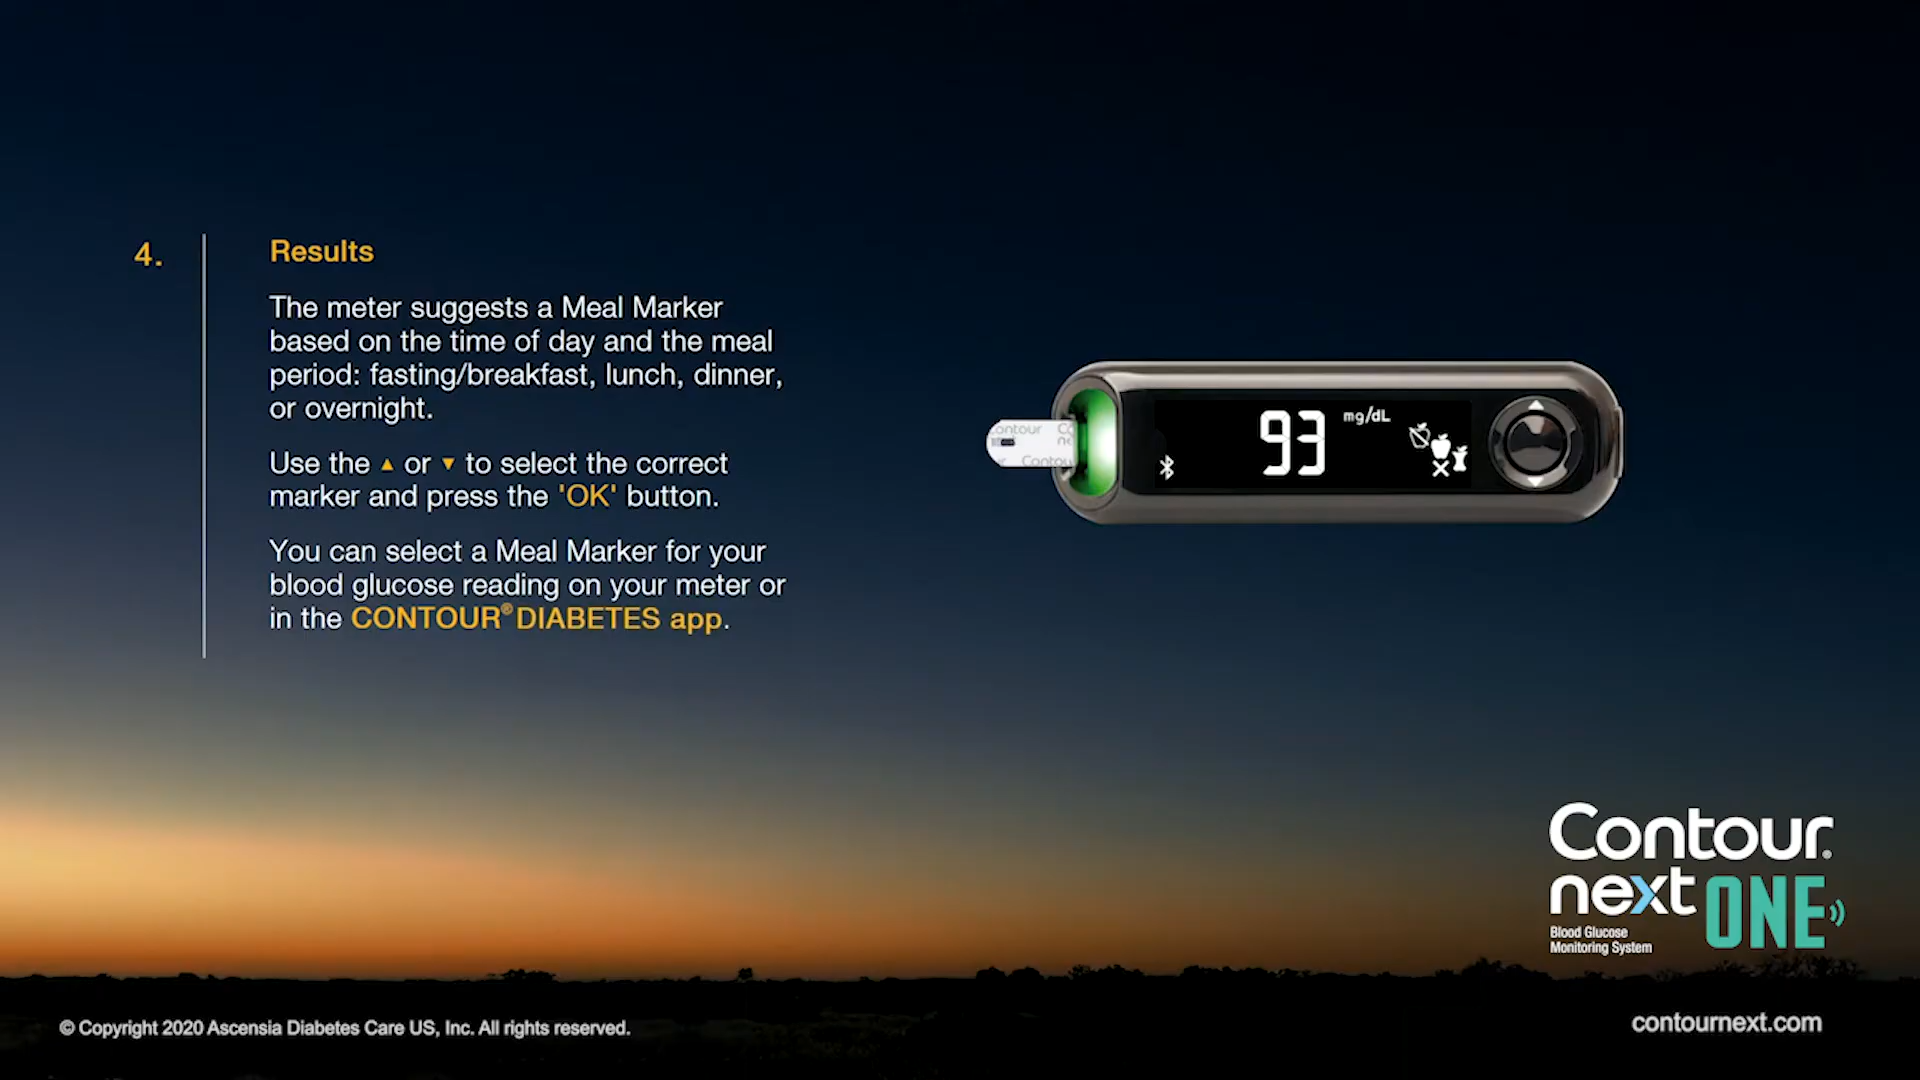 4.
Results
The meter suggests a Meal Marker
based on the time of day and the meal
period: fasting/breakfast, lunch, dinner,
or overnight.
Use the ▲ or ▼ to select the correct
marker and press the 'OK' button.
You can select a Meal Marker for your
blood glucose reading on your meter or
in the CONTOUR® DIABETES app.
93 mg/dL
ontour Co
Contou
Contour®
next ONE
Blood Glucose
Monitoring System
© Copyright 2020 Ascensia Diabetes Care US, Inc. All rights reserved.
contournext.com